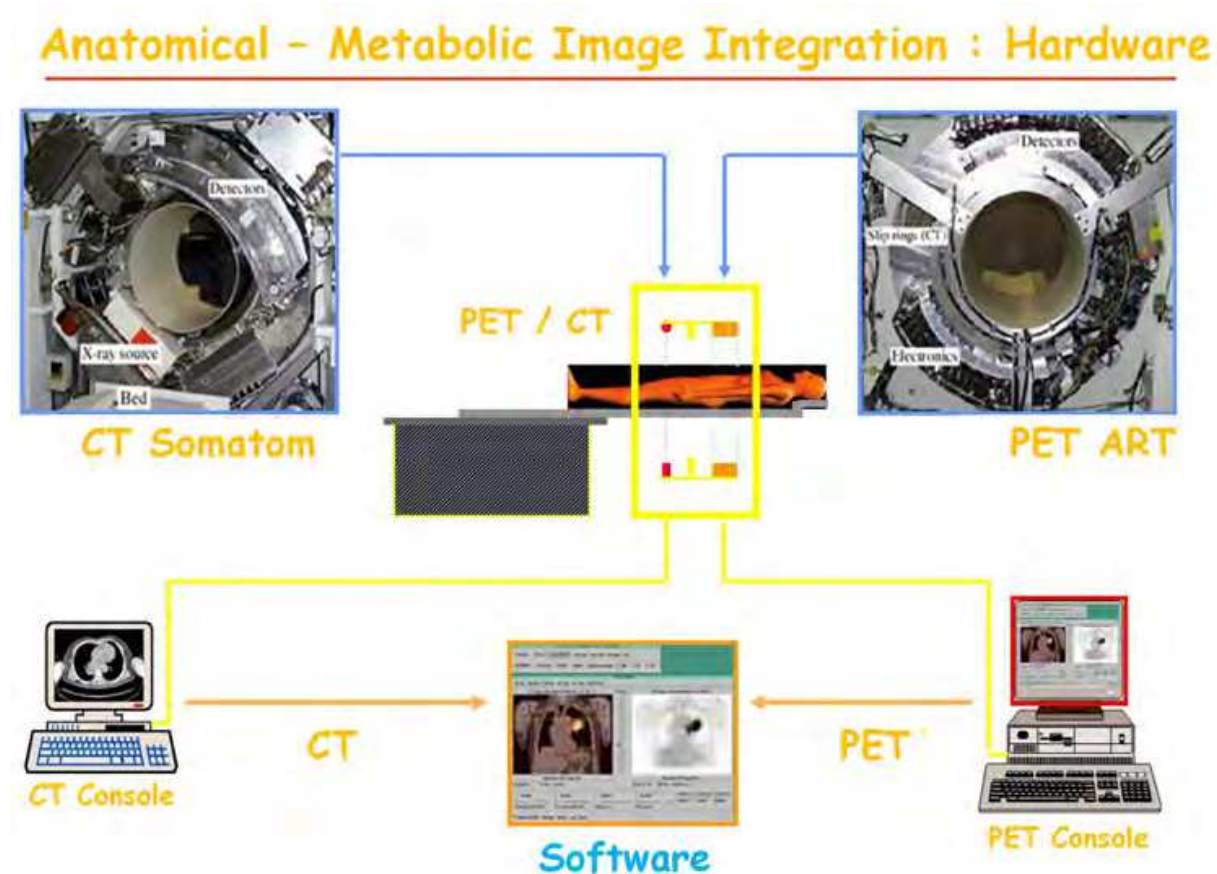 Anatomical - Metabolic Image Integration : Hardware
Detectors
X-ray source
Bed
CT Somatom
PET / CT
Detectors
Slip rings (CT)
Electronics
PET ART
CT
PET
CT Console
PET Console
Software